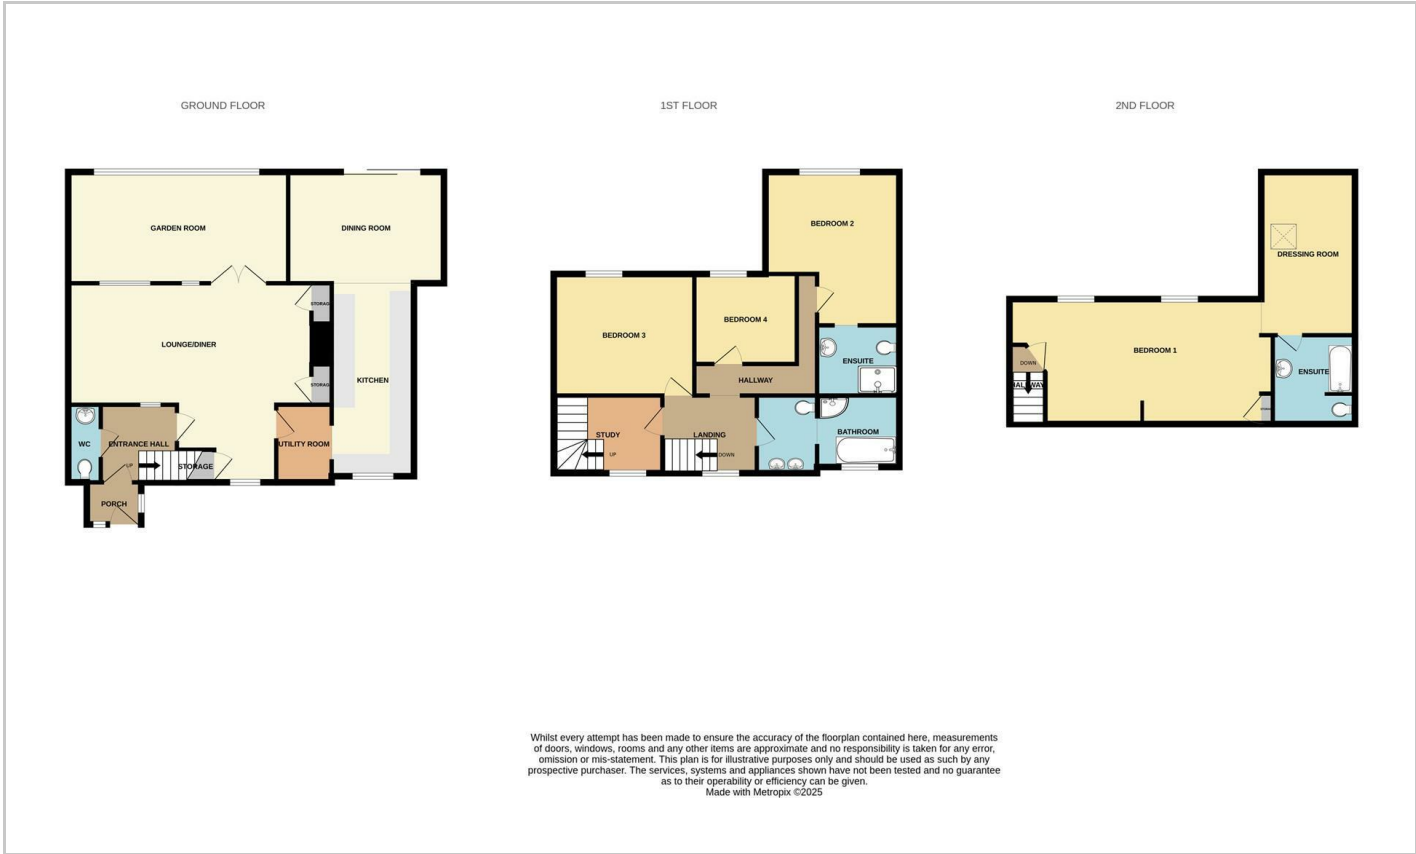 GROUND FLOOR
GARDEN ROOM
DINING ROOM
STORAGE
LOUNGE/DINER
STORAGE
KITCHEN
WC
ENTRANCE HALL
UTILITY ROOM
UP
STORAGE
PORCH
1ST FLOOR
BEDROOM 2
BEDROOM 4
BEDROOM 3
ENSUITE
HALLWAY
STUDY
LANDING
BATHROOM
UP
DOWN
2ND FLOOR
DRESSING ROOM
BEDROOM 1
DOWN
ENSUITE
HALLWAY
Whilst every attempt has been made to ensure the accuracy of the floorplan contained here, measurements
of doors, windows, rooms and any other items are approximate and no responsibility is taken for any error,
omission or mis-statement. This plan is for illustrative purposes only and should be used as such by any
prospective purchaser. The services, systems and appliances shown have not been tested and no guarantee
as to their operability or efficiency can be given.
Made with Metropix ©2025